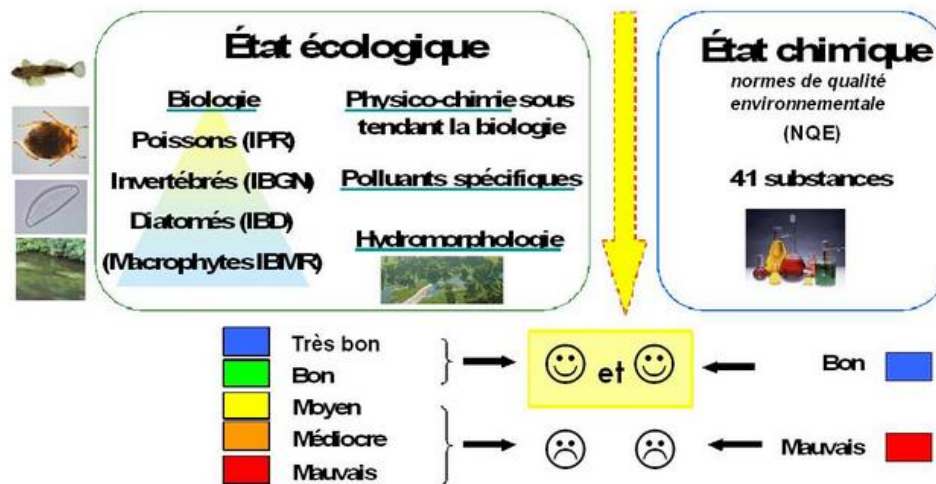 État écologique
Biologie
Poissons (IPR)
Invertébrés (IBGN)
Diatomés (IBD)
(Macrophytes IBMR)
Physico-chimie sous
tendant la biologie
Polluants spécifiques
Hydromorphologie
État chimique
normes de qualité
environnementale
(NQE)
41 substances
Très bon
Bon
Moyen
Médiocre
Mauvais
et
Bon
Mauvais